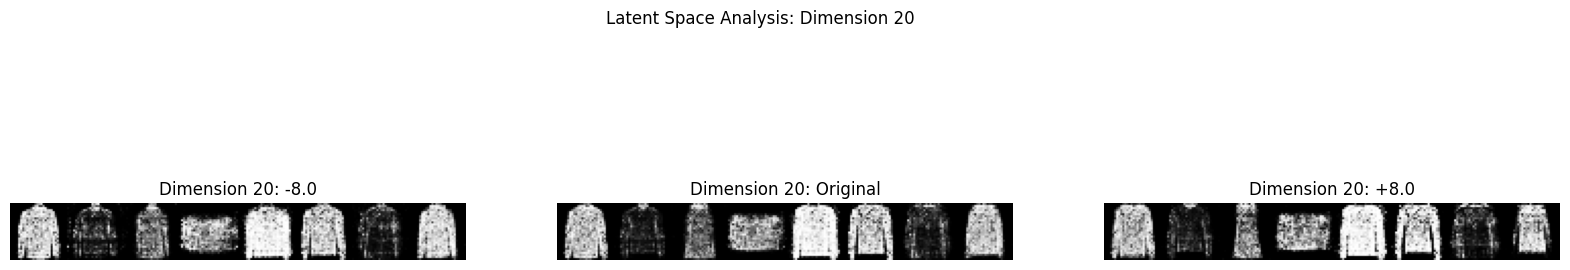 Latent Space Analysis: Dimension 20
Dimension 20: -8.0
Dimension 20: Original
Dimension 20: +8.0